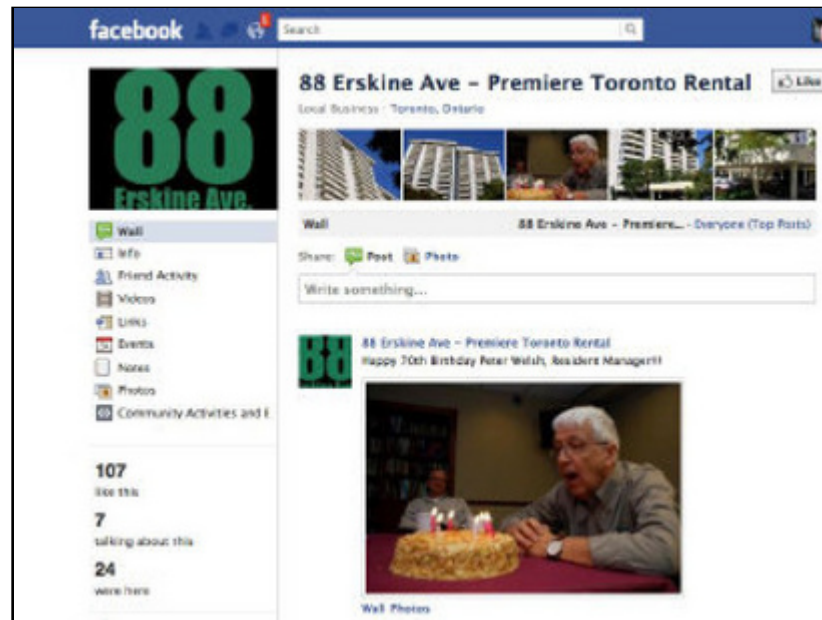 facebook
Search
88
Erskine Ave.
88 Erskine Ave – Premiere Toronto Rental
Like
Local Business · Toronto, Ontario
Wall
88 Erskine Ave – Premiere... · Everyone (Top Posts)
Share: Post Photo
Write something...
Wall
Info
Friend Activity
Videos
Links
Events
Notes
Photos
Community Activities and E
107
like this
7
talking about this
24
were here
88
88 Erskine Ave – Premiere Toronto Rental
Happy 70th Birthday Peter Welsh, Resident Manager!!!
Wall Photos